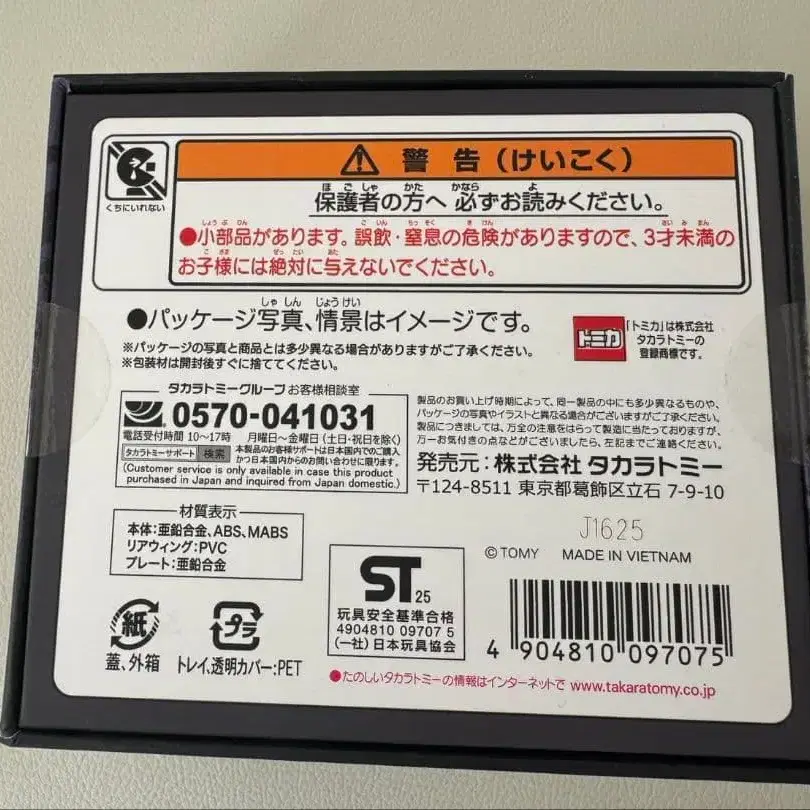 くちにいれない
警告（けいこく）
保護者の方へ 必ずお読みください。
●小部品があります。誤飲・窒息の危険がありますので、3才未満の
お子様には絶対に与えないでください。
●パッケージ写真、情景はイメージです。
※パッケージの写真と商品とは多少異なる場合がありますがご了承ください。
※包装材は開封後すぐに捨ててください。
トミカ
「トミカ」は株式会社
タカラトミーの
登録商標です。
タカラトミーグループ お客様相談室
0570-041031
電話受付時間 10～17時 月曜日～金曜日（土日・祝日を除く）
タカラトミーサポート 検索
本製品のお客様サポートは日本国内でのご購入
かつ日本国内からのお問い合わせに限ります。
(Customer service is only available in case this product
purchased in Japan and inquired from Japan domestic.)
製品のお買い上げ時期によって、同一製品の中にも多少異なるものや、
パッケージの写真やイラストと異なる場合がございますがご了承ください。
製品につきましては、万全の注意をはらって製造に当たっておりますが、
万一お気付きの点などがございましたら、左記までご連絡ください。
発売元：株式会社 タカラトミー
〒124-8511 東京都葛飾区立石 7-9-10
材質表示
本体：亜鉛合金、ABS、MABS
リアウィング：PVC
プレート：亜鉛合金
J1625
© TOMY MADE IN VIETNAM
紙
蓋、外箱
プラ
トレイ、透明カバー：PET
ST 25
玩具安全基準合格
4904810 09707 5
（一社）日本玩具協会
4 904810 097075
●たのしいタカラトミーの情報はインターネットで www.takaratomy.co.jp